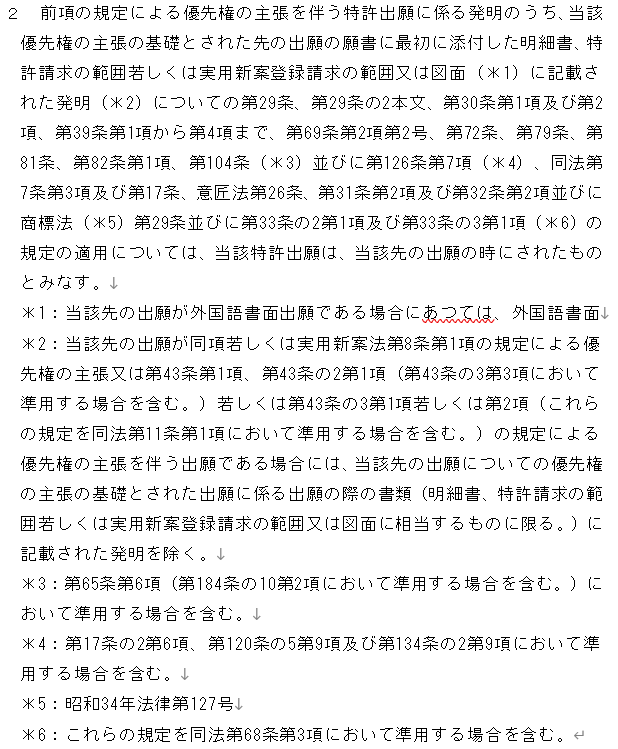 ２　前項の規定による優先権の主張を伴う特許出願に係る発明のうち、当該
優先権の主張の基礎とされた先の出願の願書に最初に添付した明細書、特
許請求の範囲若しくは実用新案登録請求の範囲又は図面（＊1）に記載さ
れた発明（＊2）についての第29条、第29条の2本文、第30条第1項及び第2
項、第39条第1項から第4項まで、第69条第2項第2号、第72条、第79条、第
81条、第82条第1項、第104条（＊3）並びに第126条第7項（＊4）、同法第
7条第3項及び第17条、意匠法第26条、第31条第2項及び第32条第2項並びに
商標法（＊5）第29条並びに第33条の2第1項及び第33条の3第1項（＊6）の
規定の適用については、当該特許出願は、当該先の出願の時にされたもの
とみなす。↓
＊1：当該先の出願が外国語書面出願である場合にあつては、外国語書面↓
＊2：当該先の出願が同項若しくは実用新案法第8条第1項の規定による優
先権の主張又は第43条第1項、第43条の2第1項（第43条の3第3項において
準用する場合を含む。）若しくは第43条の3第1項若しくは第2項（これら
の規定を同法第11条第1項において準用する場合を含む。）の規定による
優先権の主張を伴う出願である場合には、当該先の出願についての優先権
の主張の基礎とされた出願に係る出願の際の書類（明細書、特許請求の範
囲若しくは実用新案登録請求の範囲又は図面に相当するものに限る。）に
記載された発明を除く。↓
＊3：第65条第6項（第184条の10第2項において準用する場合を含む。）に
おいて準用する場合を含む。↓
＊4：第17条の2第6項、第120条の5第9項及び第134条の2第9項において準
用する場合を含む。↓
＊5：昭和34年法律第127号↓
＊6：これらの規定を同法第68条第3項において準用する場合を含む。↵